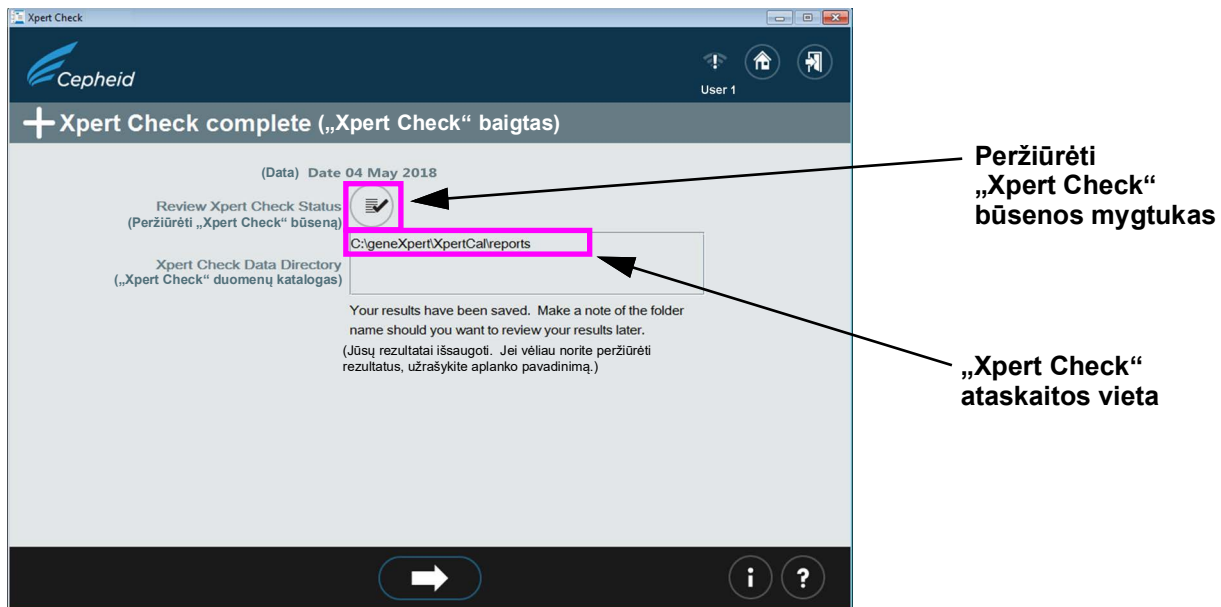 Xpert Check
Cepheid
User 1
Xpert Check complete („Xpert Check“ baigtas)
(Data) Date 04 May 2018
Review Xpert Check Status
(Peržiūrėti „Xpert Check“ būseną)
C:\geneXpert\XpertCal\reports
Xpert Check Data Directory
(„Xpert Check“ duomenų katalogas)
Your results have been saved. Make a note of the folder
name should you want to review your results later.
(Jūsų rezultatai išsaugoti. Jei vėliau norite peržiūrėti
rezultatus, užrašykite aplanko pavadinimą.)
i ?
Peržiūrėti
„Xpert Check“
būsenos mygtukas
„Xpert Check“
ataskaitos vieta